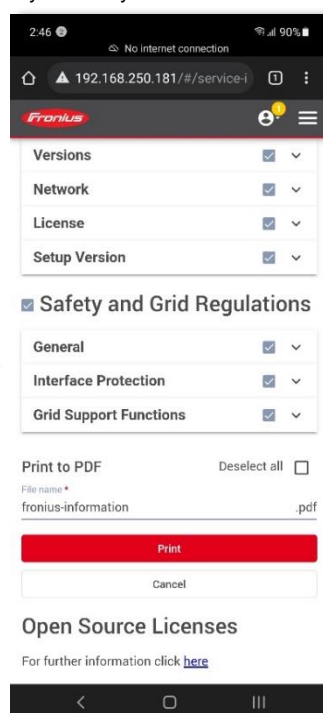 2:46 90%
No internet connection
192.168.250.181/#/service-i 1
Fronius 1
Versions
Network
License
Setup Version
Safety and Grid Regulations
General
Interface Protection
Grid Support Functions
Print to PDF Deselect all
File name *
fronius-information .pdf
Print
Cancel
Open Source Licenses
For further information click here